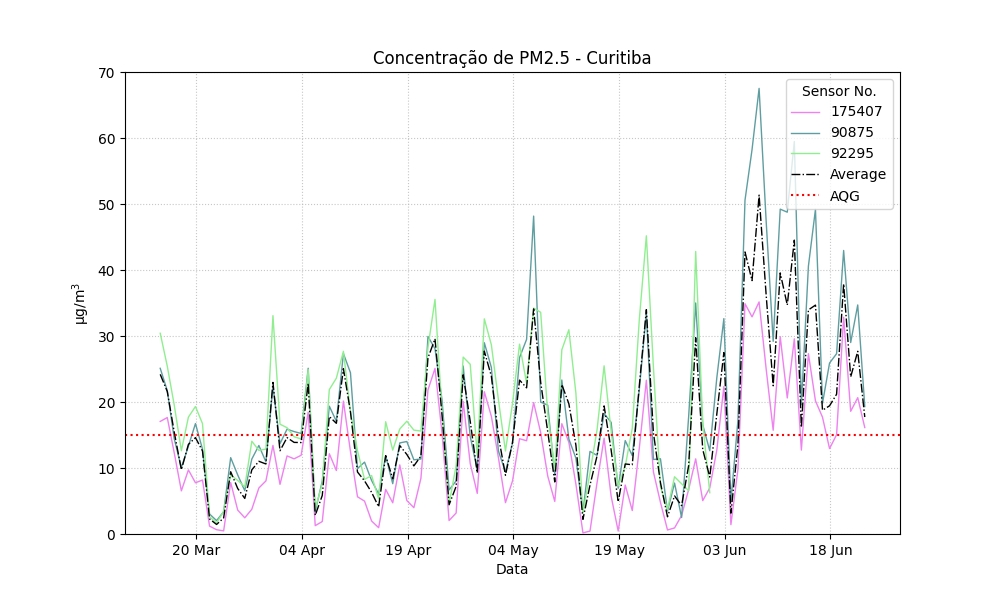 Concentração de PM2.5 - Curitiba
Sensor No.
175407
90875
92295
Average
AQG
70
60
50
40
30
20
10
0
µg/m³
20 Mar
04 Apr
19 Apr
04 May
19 May
03 Jun
18 Jun
Data